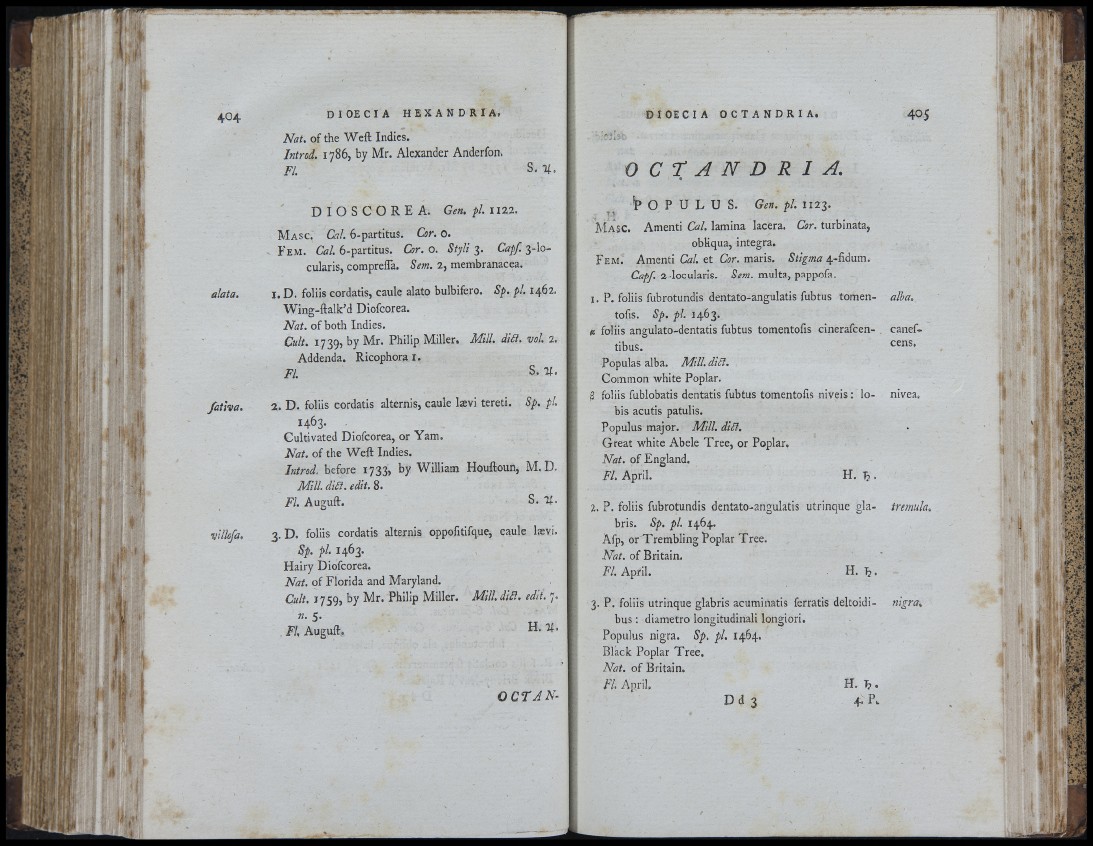 404 DIOECIA HEXANDRIA.
Nat. of the Weſt Indies.
Introd. 1786, by Mr. Alexander Anderſon.
Fl. S. ♃.
DIOSCOREA. Gen. pl. 1122.
MASC. Cal. 6-partitus. Cor. 0.
FEM. Cal. 6-partitus. Cor. 0. Styli 3. Capſ. 3-lo-
cularis, compreſſa. Sem. 2, membranacea.
alata. 1. D. foliis cordatis, caule alato bulbifero. Sp. pl. 1462.
Wing-ſtalk'd Dioſcorea.
Nat. of both Indies.
Cult. 1739, by Mr. Philip Miller. Mill. dict. vol. 2.
Addenda. Ricophora 1.
Fl. S. ♃.
ſativa. 2. D. foliis cordatis alternis, caule lævi tereti. Sp. pl.
1463.
Cultivated Dioſcorea, or Yam.
Nat. of the Weſt Indies.
Introd. before 1733, by William Houſtoun, M. D.
Mill. dict. edit. 8.
Fl. Auguſt. S. ♃.
villoſa. 3. D. foliis cordatis alternis oppoſitiſque, caule lævi.
Sp. pl. 1463.
Hairy Dioſcorea.
Nat. of Florida and Maryland.
Cult. 1759, by Mr. Philip Miller. Mill. dict. edit. 7.
n. 5.
Fl. Auguſt. H. ♃.
OCTAN-
DIOECIA OCTANDRIA. 405
OCTANDRIA.
POPULUS. Gen. pl. 1123.
MASC. Amenti Cal. lamina lacera. Cor. turbinata,
obliqua, integra.
FEM. Amenti Cal. et Cor. maris. Stigma 4-fidum.
Capſ. 2-locularis. Sem. multa, pappoſa.
1. P. foliis ſubrotundis dentato-angulatis ſubtus tomen- alba.
toſis. Sp. pl. 1463.
α foliis angulato-dentatis ſubtus tomentoſis cineraſcen- caneſ-
tibus. cens.
Populas alba. Mill. dict.
Common white Poplar.
β foliis ſublobatis dentatis ſubtus tomentoſis niveis: lo- nivea.
bis acutis patulis.
Populus major. Mill. dict.
Great white Abele Tree, or Poplar.
Nat. of England.
Fl. April. H. ♄.
2. P. foliis ſubrotundis dentato-angulatis utrinque gla- tremula.
bris. Sp. pl. 1464.
Aſp, or Trembling Poplar Tree.
Nat. of Britain.
Fl. April. H. ♄.
3. P. foliis utrinque glabris acuminatis ſerratis deltoidi- nigra.
bus: diametro longitudinali longiori.
Populus nigra. Sp. pl. 1464.
Black Poplar Tree.
Nat. of Britain.
Fl. April. H. ♄.
D d 3 4. P.